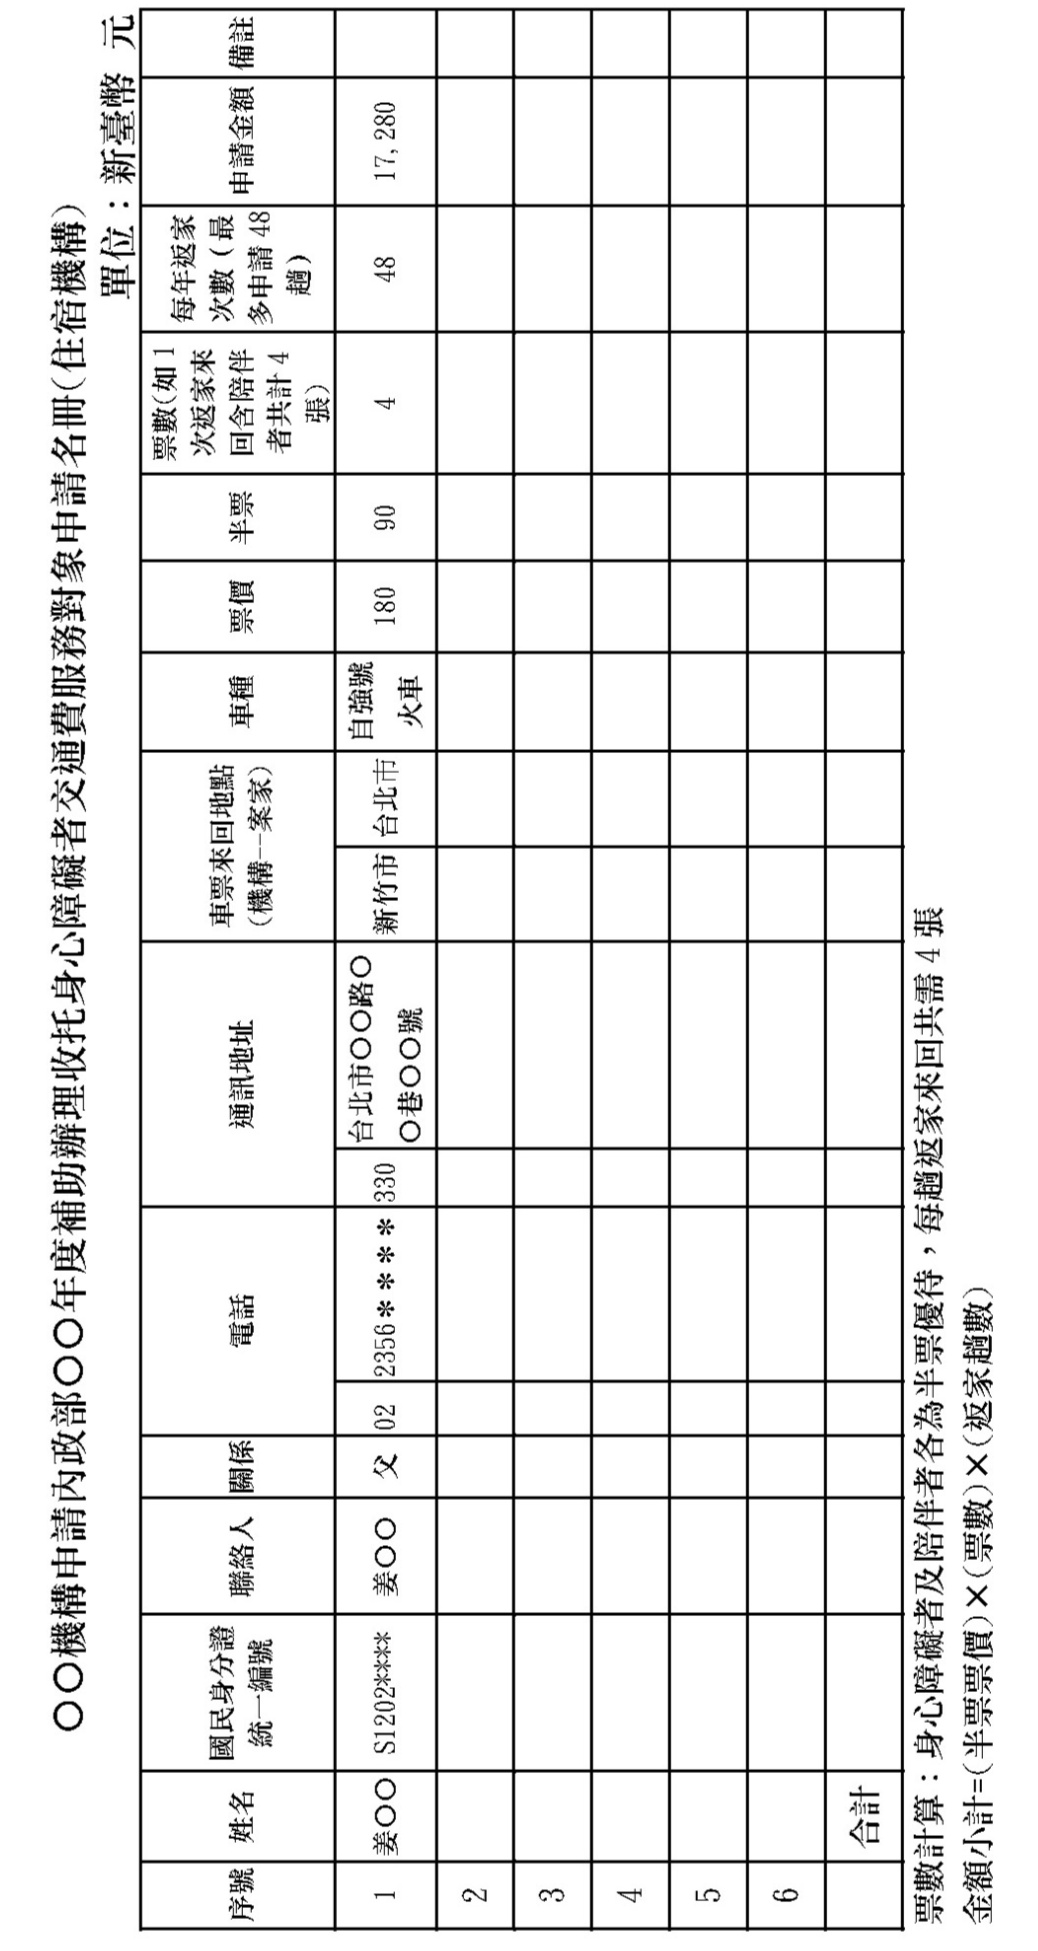 ○○機構申請內政部○○年度補助辦理收托身心障礙者交通費服務對象申請名冊(住宿機構)
單位：新臺幣 元
序號
姓名
國民身分證
統一編號
聯絡人
關係
電話
通訊地址
車票來回地點
(機構--案家)
車種
票價
半票
票數(如1
次返家來
回含陪伴
者共計4
張)
每年返家
次數(最
多申請48
趟)
申請金額
備註
1
姜○○
S1202****
姜○○
父
02
2356****
330
台北市○○路○
○巷○○號
新竹市
台北市
自強號
火車
180
90
4
48
17,280
2
3
4
5
6
合計
票數計算：身心障礙者及陪伴者各為半票優待，每趟返家來回共需4張
金額小計=(半票票價)×(票數)×(返家趟數)